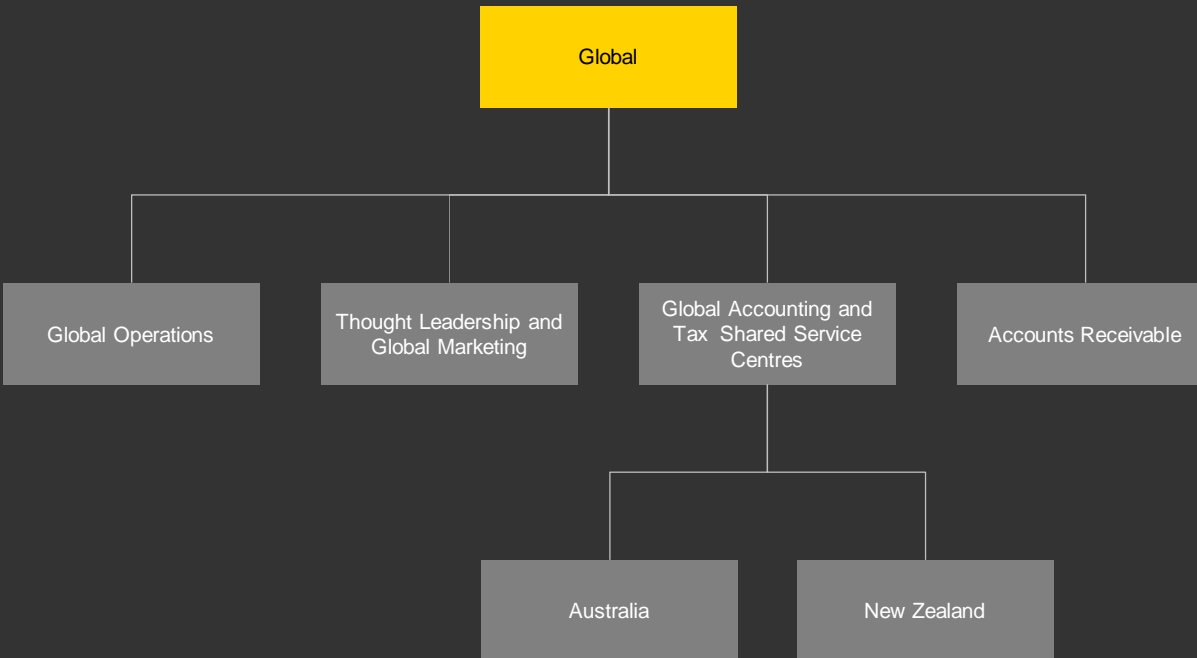 Global
Global Operations
Thought Leadership and
Global Marketing
Global Accounting and
Tax Shared Service
Centres
Accounts Receivable
Australia
New Zealand